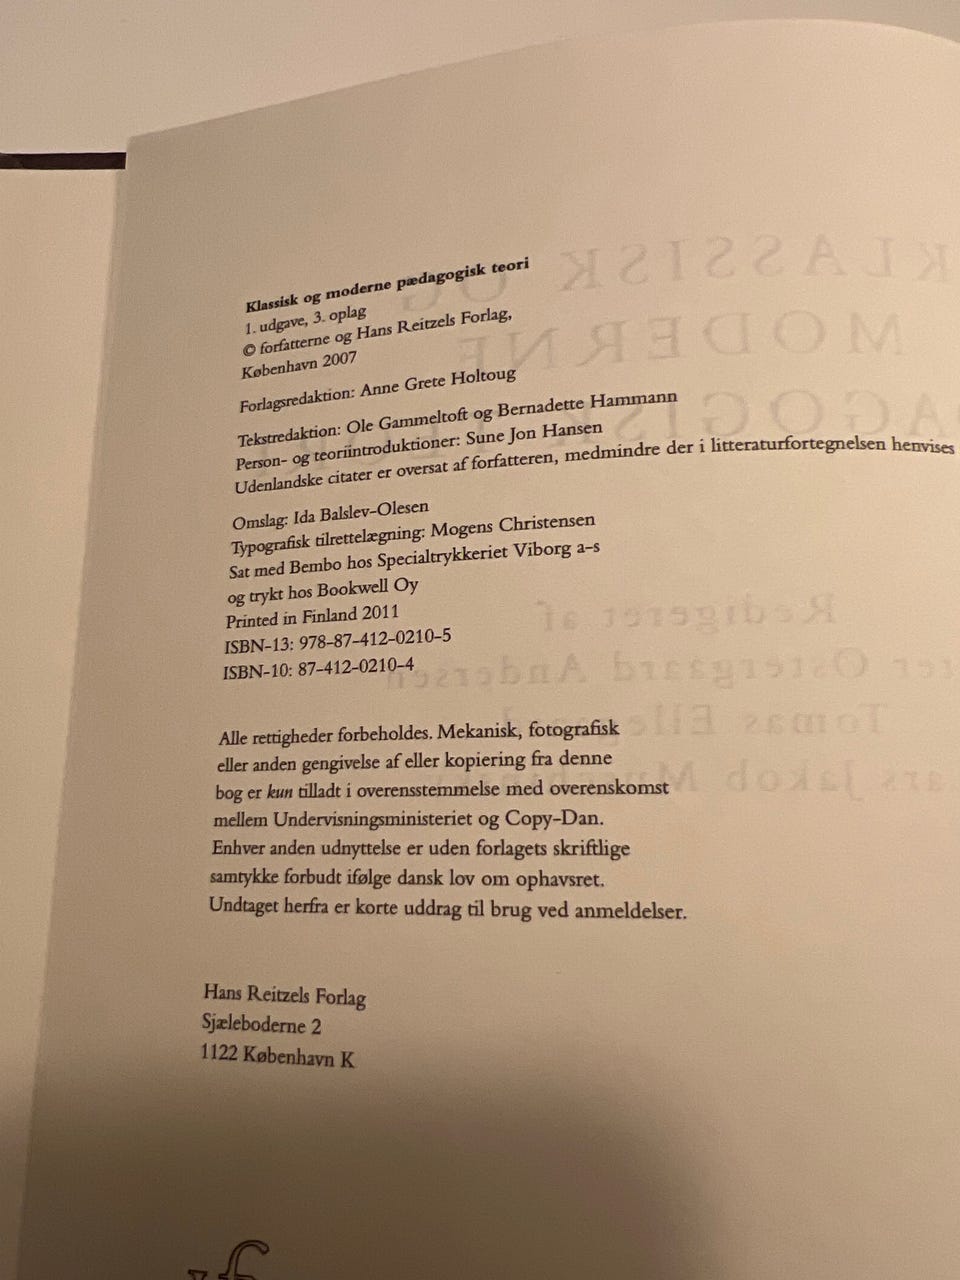 Klassisk og moderne pædagogisk teori
1. udgave, 3. oplag
© forfatterne og Hans Reitzels Forlag,
København 2007
Forlagsredaktion: Anne Grete Holtoug
Tekstredaktion: Ole Gammeltoft og Bernadette Hammann
Person- og teoriintroduktioner: Sune Jon Hansen
Udenlandske citater er oversat af forfatteren, medmindre der i litteraturfortegnelsen henvises
Omslag: Ida Balslev-Olesen
Typografisk tilrettelægning: Mogens Christensen
Sat med Bembo hos Specialtrykkeriet Viborg a-s
og trykt hos Bookwell Oy
Printed in Finland 2011
ISBN-13: 978-87-412-0210-5
ISBN-10: 87-412-0210-4
Alle rettigheder forbeholdes. Mekanisk, fotografisk
eller anden gengivelse af eller kopiering fra denne
bog er kun tilladt i overensstemmelse med overenskomst
mellem Undervisningsministeriet og Copy-Dan.
Enhver anden udnyttelse er uden forlagets skriftlige
samtykke forbudt ifølge dansk lov om ophavsret.
Undtaget herfra er korte uddrag til brug ved anmeldelser.
Hans Reitzels Forlag
Sjæleboderne 2
1122 København K